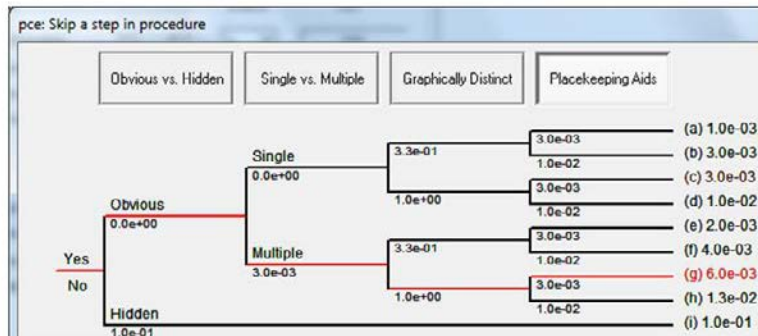 pce: Skip a step in procedure
Obvious vs. Hidden Single vs. Multiple Graphically Distinct Placekeeping Aids
3.0e-03 (a) 1.0e-03
Single 3.3e-01 (b) 3.0e-03
0.0e+00 1.0e-02
3.0e-03 (c) 3.0e-03
1.0e+00 (d) 1.0e-02
Obvious 1.0e-02
0.0e+00 3.0e-03 (e) 2.0e-03
Yes Multiple 3.3e-01 (f) 4.0e-03
3.0e-03 1.0e-02
No (g) 6.0e-03
1.0e+00 3.0e-03
(h) 1.3e-02
Hidden 1.0e-02
1.0e-01 (i) 1.0e-01